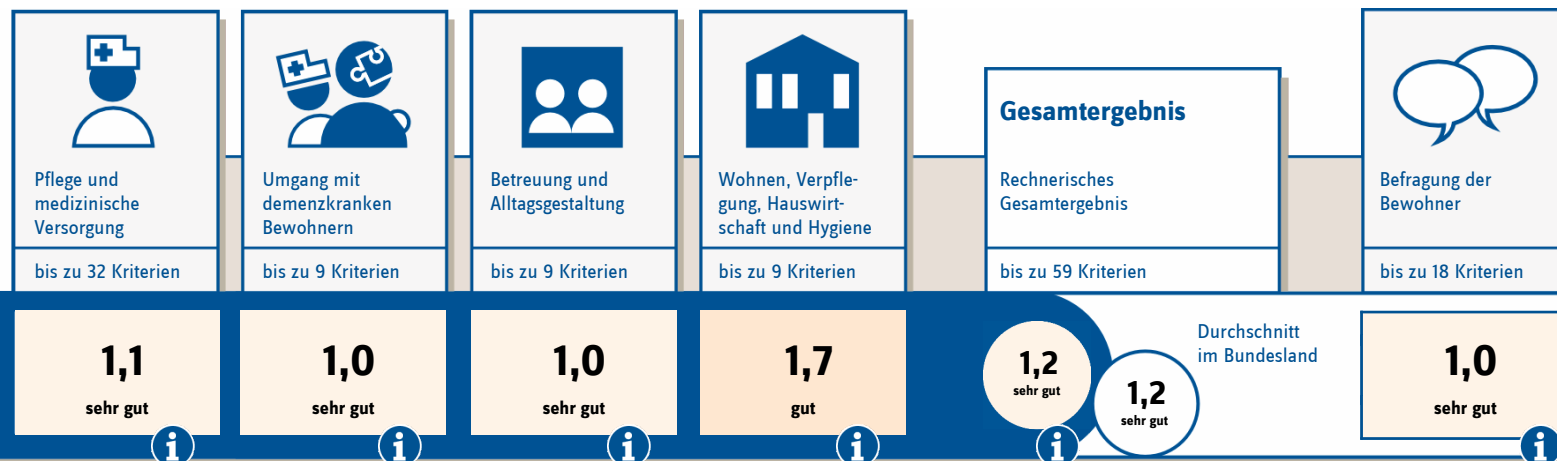 Pflege und
medizinische
Versorgung
bis zu 32 Kriterien
1,1
sehr gut
i
Umgang mit
demenzkranken
Bewohnern
bis zu 9 Kriterien
1,0
sehr gut
i
Betreuung und
Alltagsgestaltung
bis zu 9 Kriterien
1,0
sehr gut
i
Wohnen, Verpfle-
gung, Hauswirt-
schaft und Hygiene
bis zu 9 Kriterien
1,7
gut
i
Gesamtergebnis
Rechnerisches
Gesamtergebnis
bis zu 59 Kriterien
1,2
sehr gut
i
Durchschnitt
im Bundesland
1,2
sehr gut
Befragung der
Bewohner
bis zu 18 Kriterien
1,0
sehr gut
i